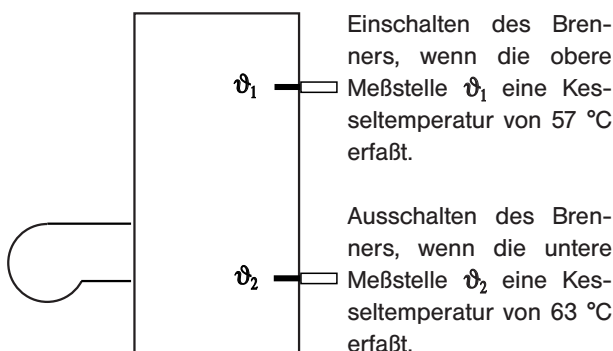 Einschalten des Bren-
ners, wenn die obere
ϑ₁ Meßstelle ϑ₁ eine Kes-
seltemperatur von 57 °C
erfaßt.
Ausschalten des Bren-
ners, wenn die untere
ϑ₂ Meßstelle ϑ₂ eine Kes-
seltemperatur von 63 °C
erfaßt.